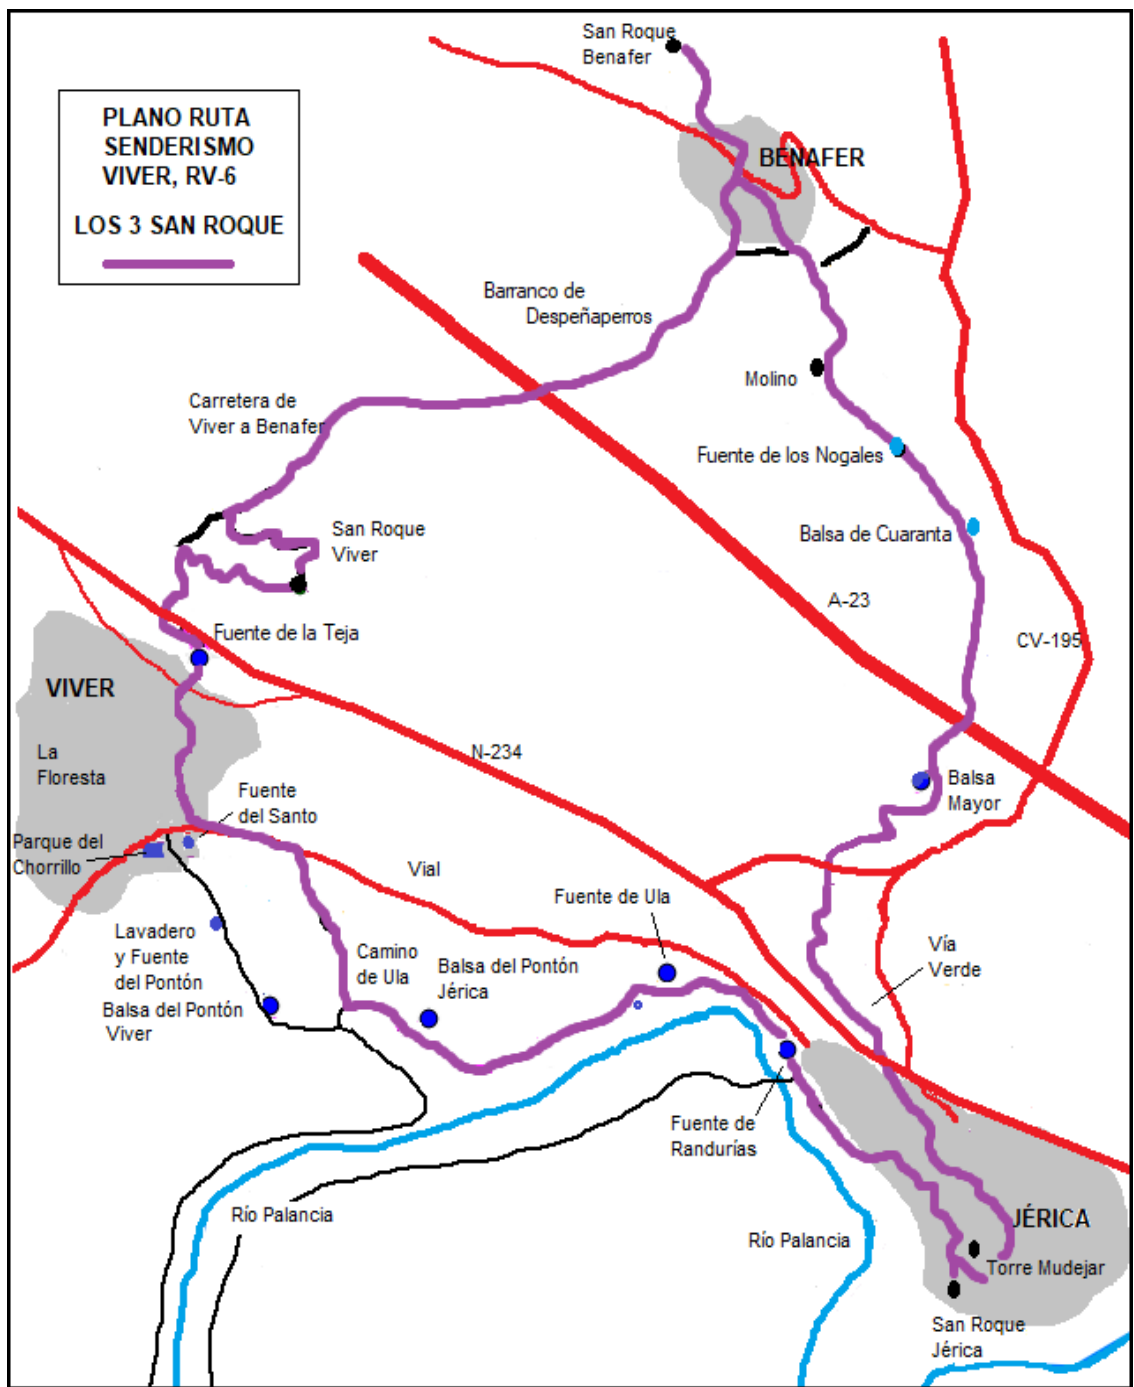 San Roque
Benafer
PLANO RUTA
SENDERISMO
VIVER, RV-6
LOS 3 SAN ROQUE
BENAFER
Barranco de
Despeñaperros
Molino
Carretera de
Viver a Benafer
Fuente de los Nogales
San Roque
Viver
Balsa de Cuaranta
A-23
Fuente de la Teja
CV-195
VIVER
La
Floresta
N-234
Fuente
del Santo
Balsa
Mayor
Parque del
Chorrillo
Vial
Fuente de Ula
Lavadero
y Fuente
del Pontón
Camino
de Ula
Balsa del Pontón
Jérica
Vía
Verde
Balsa del Pontón
Viver
Fuente de
Randurías
Río Palancia
Río Palancia
JÉRICA
Torre Mudejar
San Roque
Jérica